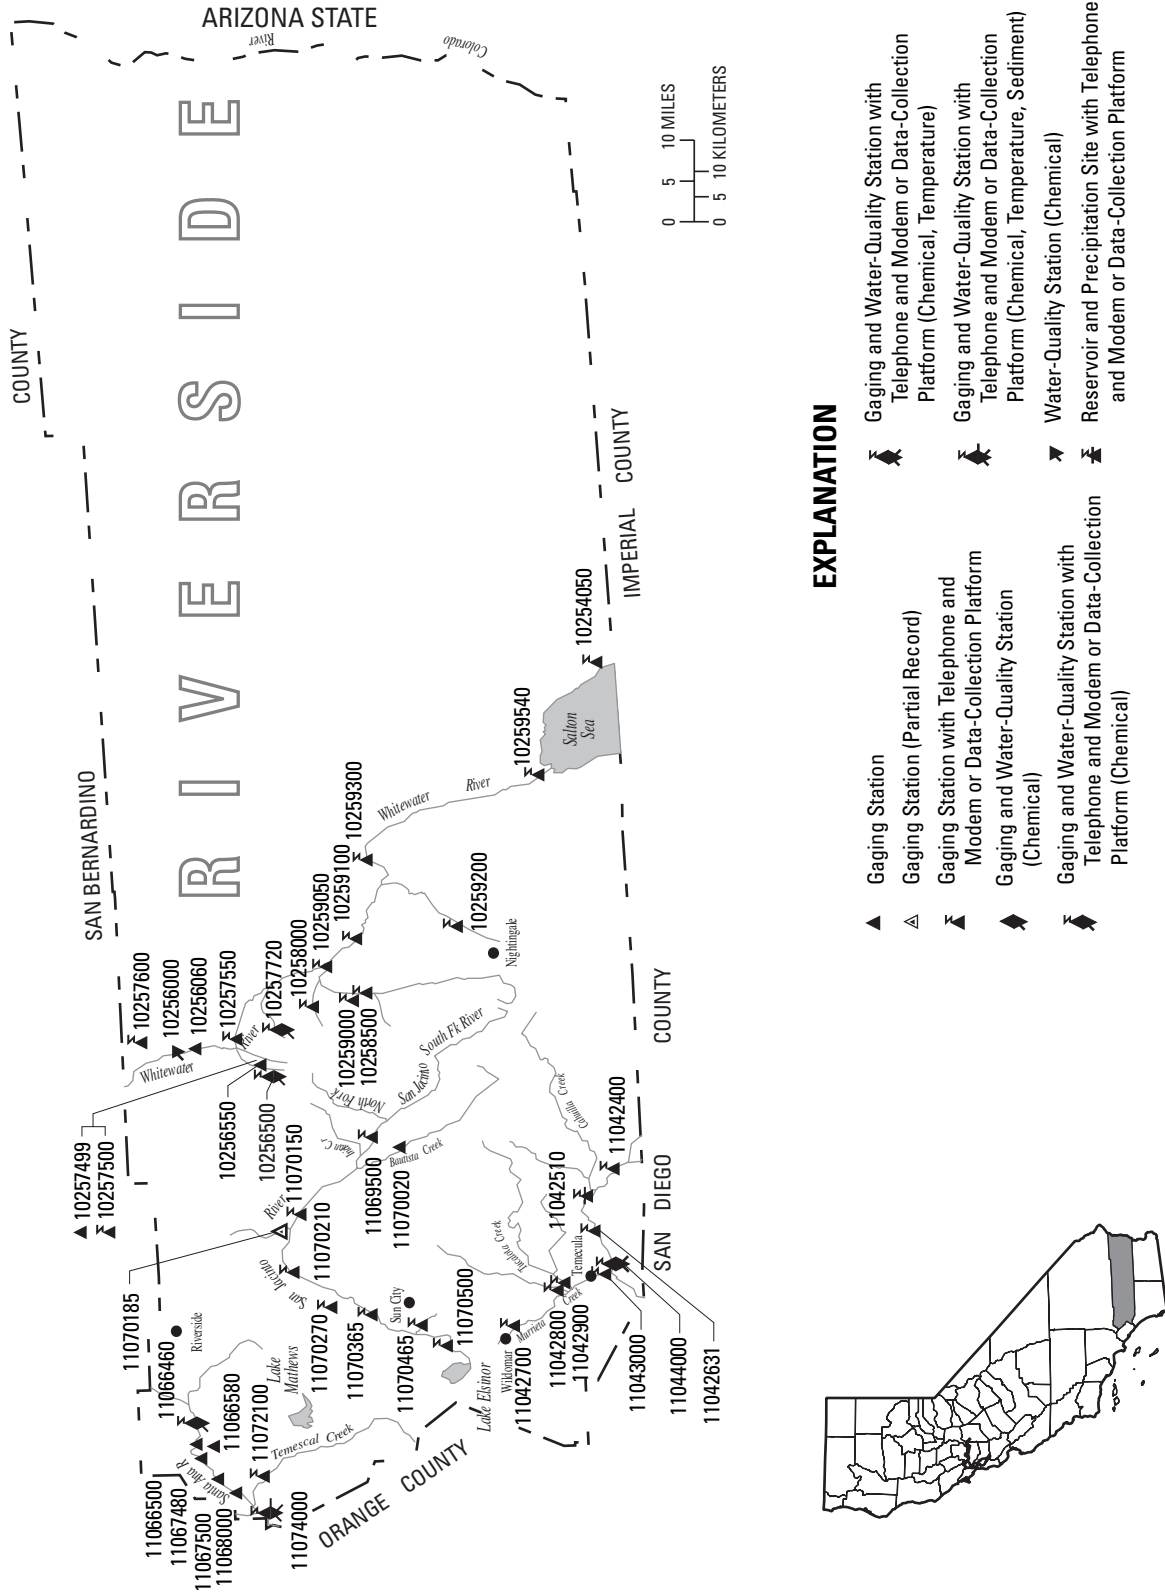 ARIZONA STATE
River
Colorado
COUNTY
SAN BERNARDINO
RIVERSIDE
0 5 10 MILES
0 5 10 KILOMETERS
IMPERIAL COUNTY
10254050
10259540
Salton
Sea
Whitewater River
10259300
10259100
10259050
10258000
10257720
10257550
10256060
10256000
10257600
Whitewater
River
10259200
Nightingale
10259000
10258500
San Jacinto South Fk River
North Fork
Indian Cr
Bautista Creek
10256550
10256500
10257499
10257500
11070150
11069500
11070020
River
Jacinto
San
11070210
11070185
11070270
11070365
11070465
11070500
Sun City
Riverside
11066460
11066580
11072100
Lake
Mathews
Temescal Creek
Santa Ana R
11066500
11067480
11067500
11068000
11074000
ORANGE COUNTY
Lake Elsinor
Wildomar
11042700
Murrieta
Creek
11042800
11042900
11043000
11044000
11042631
Temecula
Tucalota Creek
11042510
11042400
Cahuilla Creek
SAN DIEGO COUNTY
EXPLANATION
Gaging Station
Gaging Station (Partial Record)
Gaging Station with Telephone and
Modem or Data-Collection Platform
Gaging and Water-Quality Station
(Chemical)
Gaging and Water-Quality Station with
Telephone and Modem or Data-Collection
Platform (Chemical)
Gaging and Water-Quality Station with
Telephone and Modem or Data-Collection
Platform (Chemical, Temperature)
Gaging and Water-Quality Station with
Telephone and Modem or Data-Collection
Platform (Chemical, Temperature, Sediment)
Water-Quality Station (Chemical)
Reservoir and Precipitation Site with Telephone
and Modem or Data-Collection Platform